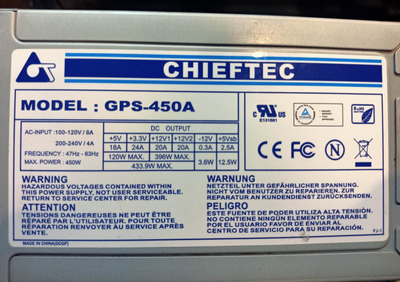 CHIEFTEC
MODEL : GPS-450A
AC-INPUT : 100-120V / 8A
200-240V / 4A
FREQUENCY : 47Hz - 63Hz
MAX. POWER : 450W
DC OUTPUT
+5V +3.3V +12V1 +12V2 -12V +5Vsb
18A 24A 20A 20A 0.3A 2.5A
120W MAX. 396W MAX. 3.6W 12.5W
433.9W MAX.
c RU us
E131881
CE FC N
WARNING
HAZARDOUS VOLTAGES CONTAINED WITHIN
THIS POWER SUPPLY, NOT USER SERVICEABLE.
RETURN TO SERVICE CENTER FOR REPAIR.
ATTENTION
TENSIONS DANGEREUSES NE DOIT PAS ÊTRE
RÉPARÉ PAR L'UTILISATEUR. POUR TOUTE
RÉPARATION RENVOYER AU SERVICE APRÈS
VENTE.
WARNUNG
NETZTEIL UNTER GEFÄHRLICHER SPANNUNG
NICHT VOM BENUTZER ZU REPARIEREN. ZUR
REPARATUR AN KUNDENDIENST ZURÜCKSENDEN.
PELIGRO
ESTE FUENTE DE PODER UTILIZA ALTA TENSIÓN.
NO CONTIENE NINGÚN ELEMENTO REPARABLE
POR EL USUARIO FAVOR DE ENVIAR AL
CENTRO DE SERVICIO PARA SU REPARACIÓN.
MADE IN CHINA(DCGP)